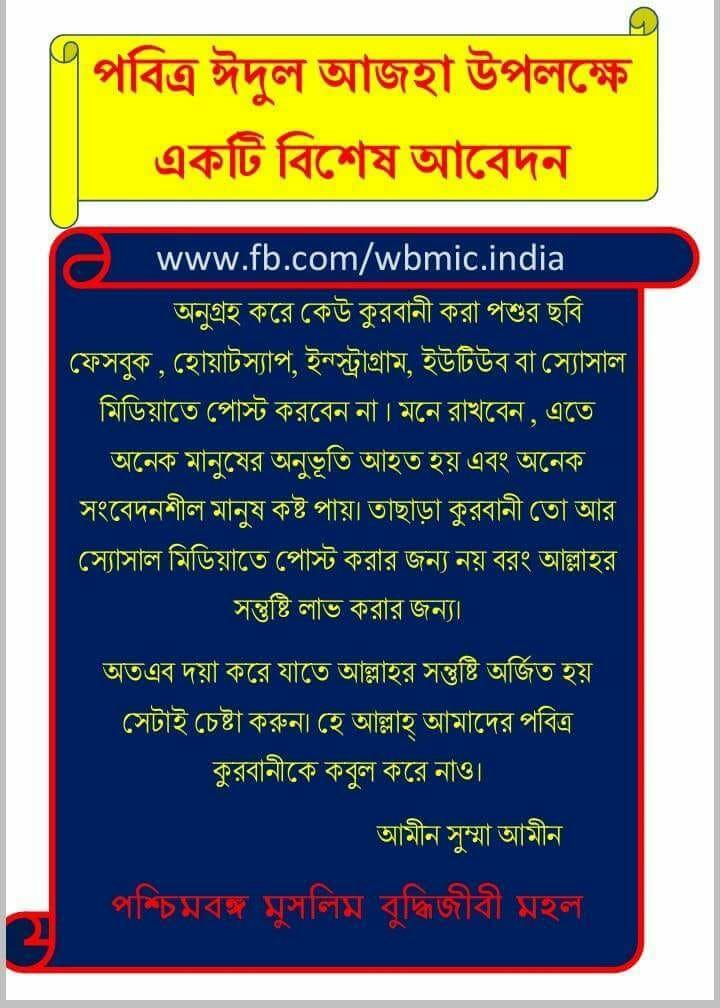 পবিত্র ঈদুল আজহা উপলক্ষে
একটি বিশেষ আবেদন
www.fb.com/wbmic.india
অনুগ্রহ করে কেউ কুরবানী করা পশুর ছবি
ফেসবুক , হোয়াটস্যাপ, ইন্স্ট্রাগ্রাম, ইউটিউব বা স্যোসাল
মিডিয়াতে পোস্ট করবেন না। মনে রাখবেন , এতে
অনেক মানুষের অনুভূতি আহত হয় এবং অনেক
সংবেদনশীল মানুষ কষ্ট পায়। তাছাড়া কুরবানী তো আর
স্যোসাল মিডিয়াতে পোস্ট করার জন্য নয় বরং আল্লাহর
সন্তুষ্টি লাভ করার জন্য।
অতএব দয়া করে যাতে আল্লাহর সন্তুষ্টি অর্জিত হয়
সেটাই চেষ্টা করুন। হে আল্লাহ্ আমাদের পবিত্র
কুরবানীকে কবুল করে নাও।
আমীন সুম্মা আমীন
পশ্চিমবঙ্গ মুসলিম বুদ্ধিজীবী মহল